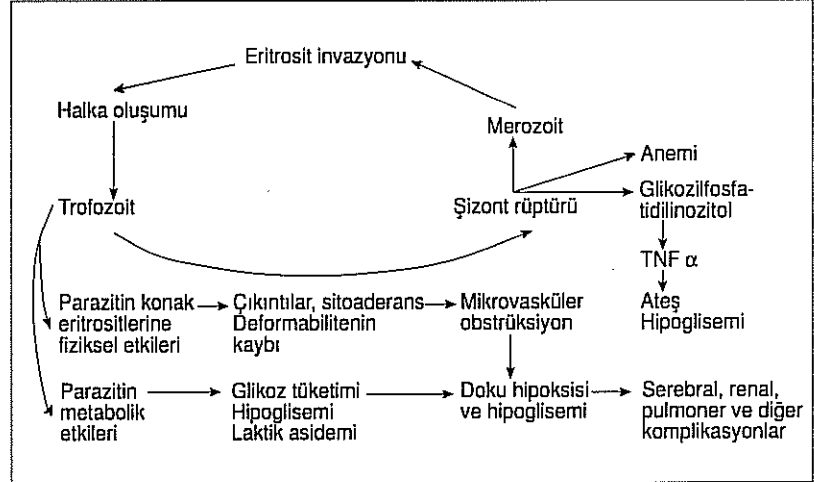 Eritrosit invazyonu
Halka oluşumu
Merozoit
Anemi
Trofozoit
Şizont rüptürü
Glikozilfosfa-
tidilinozitol
TNF α
Ateş
Hipoglisemi
Parazitin konak
eritrositlerine
fiziksel etkileri
Çıkıntılar, sitoaderans
Deformabilitenin
kaybı
Mikrovasküler
obstrüksiyon
Parazitin
metabolik
etkileri
Glikoz tüketimi
Hipoglisemi
Laktik asidemi
Doku hipoksisi
ve hipoglisemi
Serebral, renal,
pulmoner ve diğer
komplikasyonlar